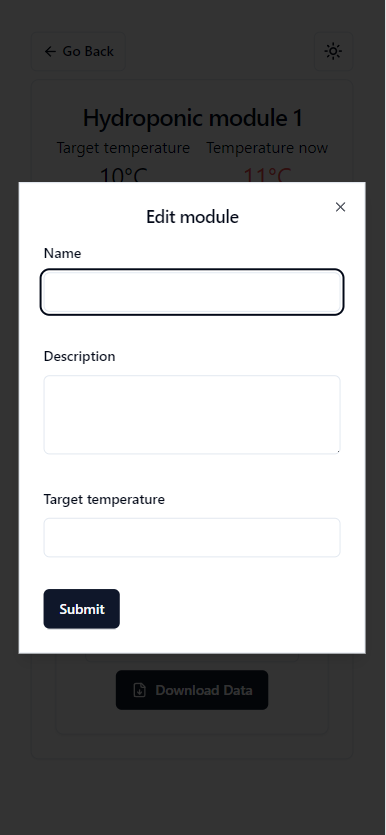 Go Back
Hydroponic module 1
Target temperature Temperature now
10°C 11°C
Edit module
Name
Description
Target temperature
Submit
Download Data